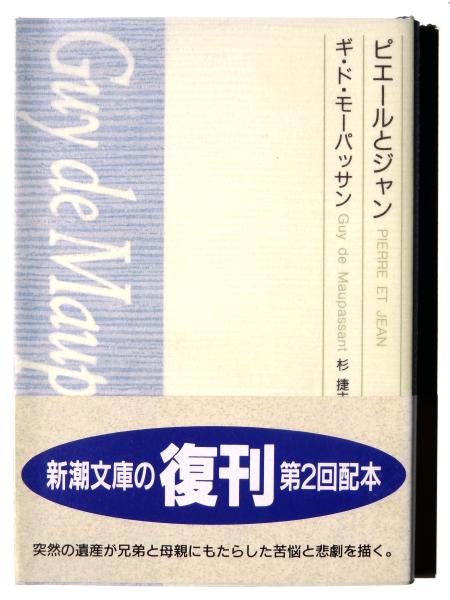 ピエールとジャン PIERRE ET JEAN
ギ・ド・モーパッサン Guy de Maupassant 杉 捷
Guy de Maup
新潮文庫の復刊 第2回配本
突然の遺産が兄弟と母親にもたらした苦悩と悲劇を描く。